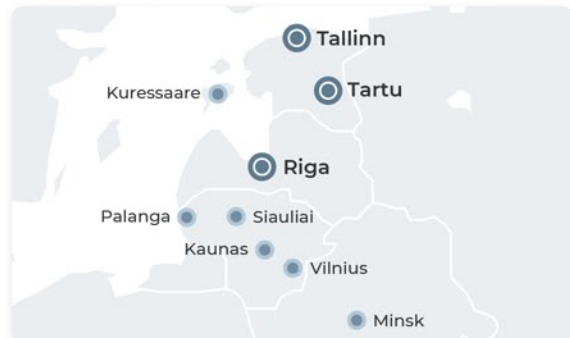 Tallinn
Tartu
Kuressaare
Riga
Palanga
Siauliai
Kaunas
Vilnius
Minsk